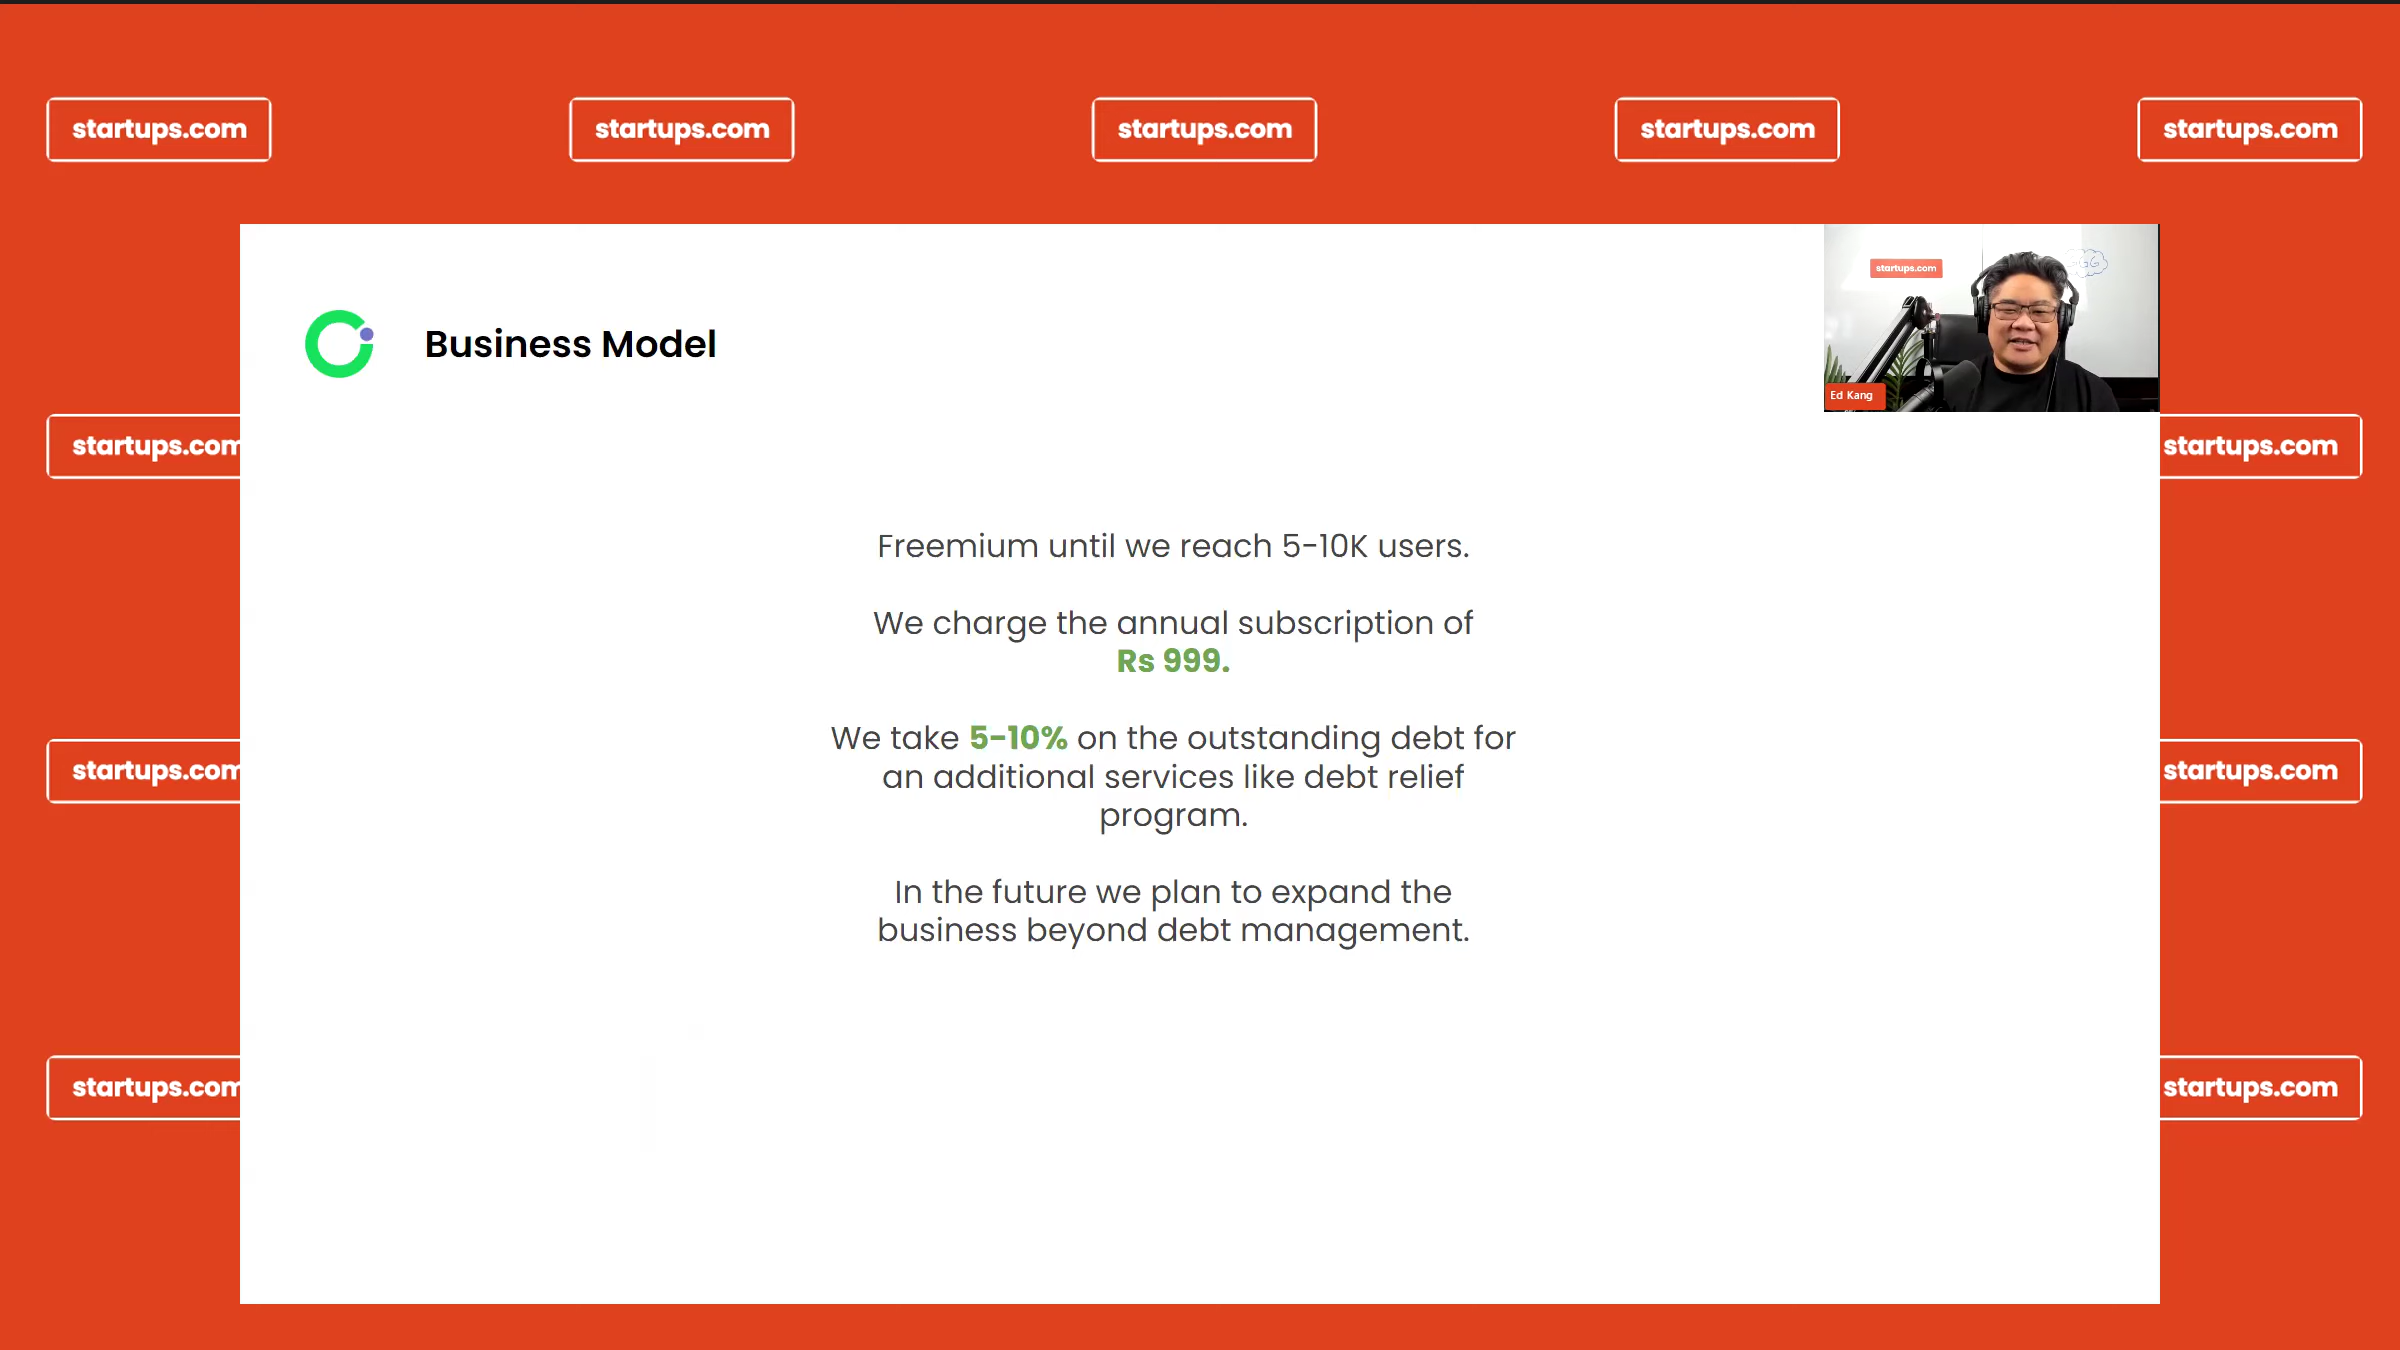 startups.com
startups.com
startups.com
startups.com
startups.com
startups.com
GG
Business Model
Ed Kang
startups.com
startups.com
Freemium until we reach 5-10K users.
We charge the annual subscription of
Rs 999.
We take 5-10% on the outstanding debt for
an additional services like debt relief
program.
startups.com
startups.com
In the future we plan to expand the
business beyond debt management.
startups.com
startups.com